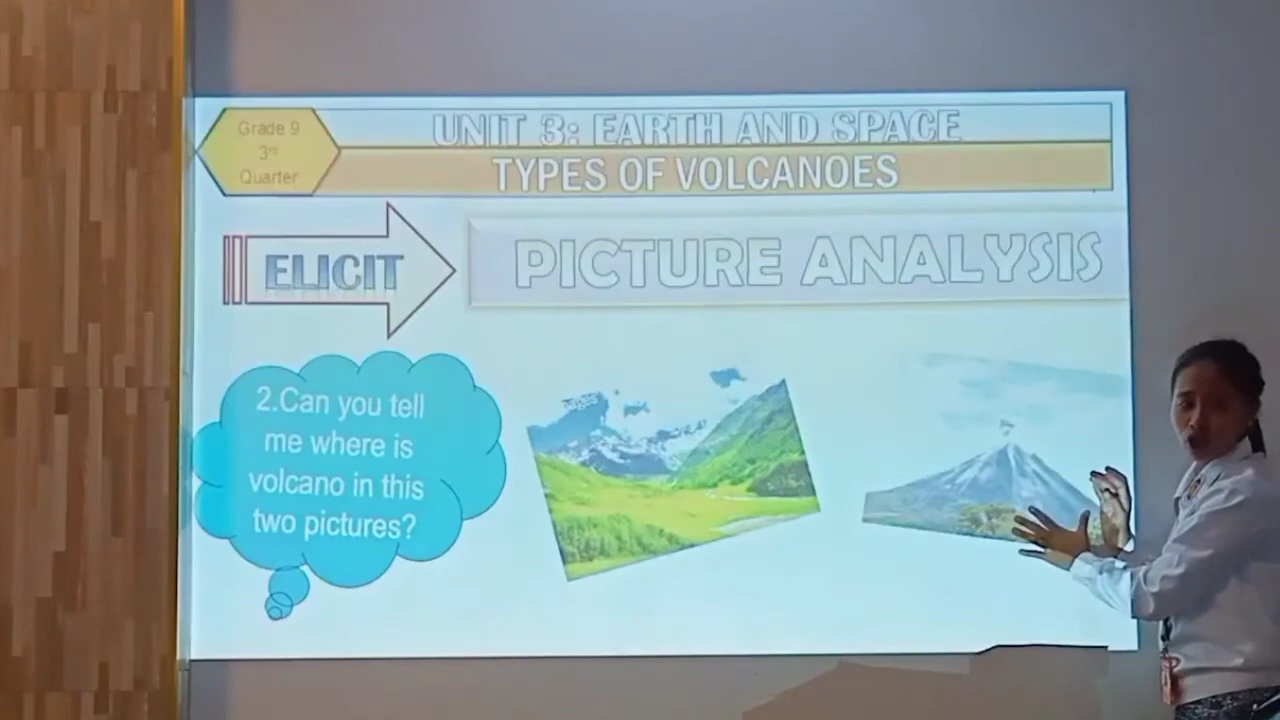 Grade 9
3rd
Quarter
UNIT 3: EARTH AND SPACE
TYPES OF VOLCANOES
ELICIT
PICTURE ANALYSIS
2.Can you tell
me where is
volcano in this
two pictures?